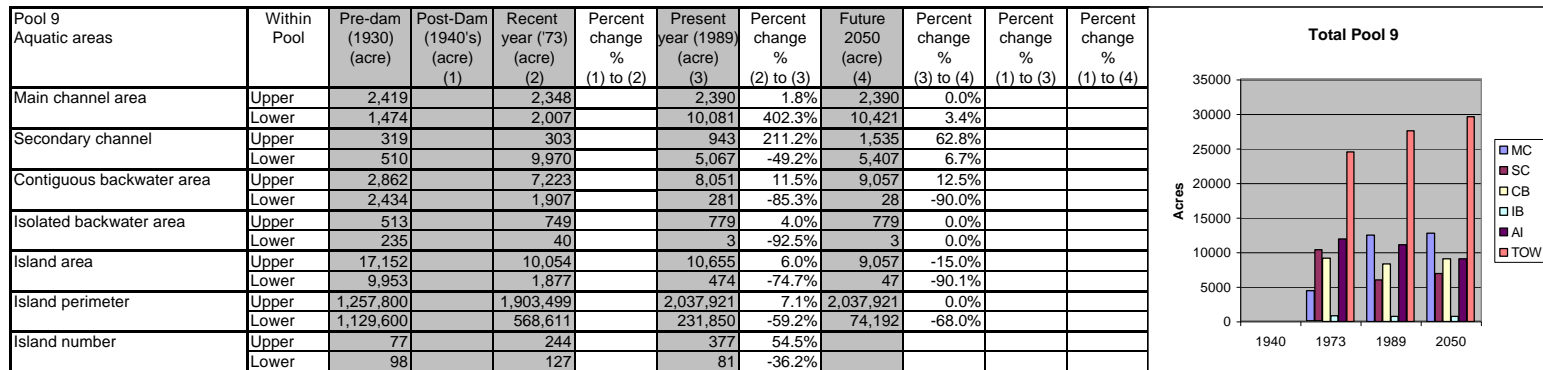 Pool 9 Within Pre-dam Post-Dam Recent Percent Present Percent Future Percent Percent Percent
Aquatic areas Pool (1930) (1940's) year ('73) change year (1989) change 2050 change change change
(acre) (acre) (acre) % (acre) % (acre) % % %
(1) (2) (1) to (2) (3) (2) to (3) (4) (3) to (4) (1) to (3) (1) to (4)
Main channel area Upper 2,419 2,348 2,390 1.8% 2,390 0.0%
Lower 1,474 2,007 10,081 402.3% 10,421 3.4%
Secondary channel Upper 319 303 943 211.2% 1,535 62.8%
Lower 510 9,970 5,067 -49.2% 5,407 6.7%
Contiguous backwater area Upper 2,862 7,223 8,051 11.5% 9,057 12.5%
Lower 2,434 1,907 281 -85.3% 28 -90.0%
Isolated backwater area Upper 513 749 779 4.0% 779 0.0%
Lower 235 40 3 -92.5% 3 0.0%
Island area Upper 17,152 10,054 10,655 6.0% 9,057 -15.0%
Lower 9,953 1,877 474 -74.7% 47 -90.1%
Island perimeter Upper 1,257,800 1,903,499 2,037,921 7.1% 2,037,921 0.0%
Lower 1,129,600 568,611 231,850 -59.2% 74,192 -68.0%
Island number Upper 77 244 377 54.5%
Lower 98 127 81 -36.2%
Total Pool 9
Acres
35000
30000
25000
20000
15000
10000
5000
0
1940 1973 1989 2050
MC
SC
CB
IB
AI
TOW